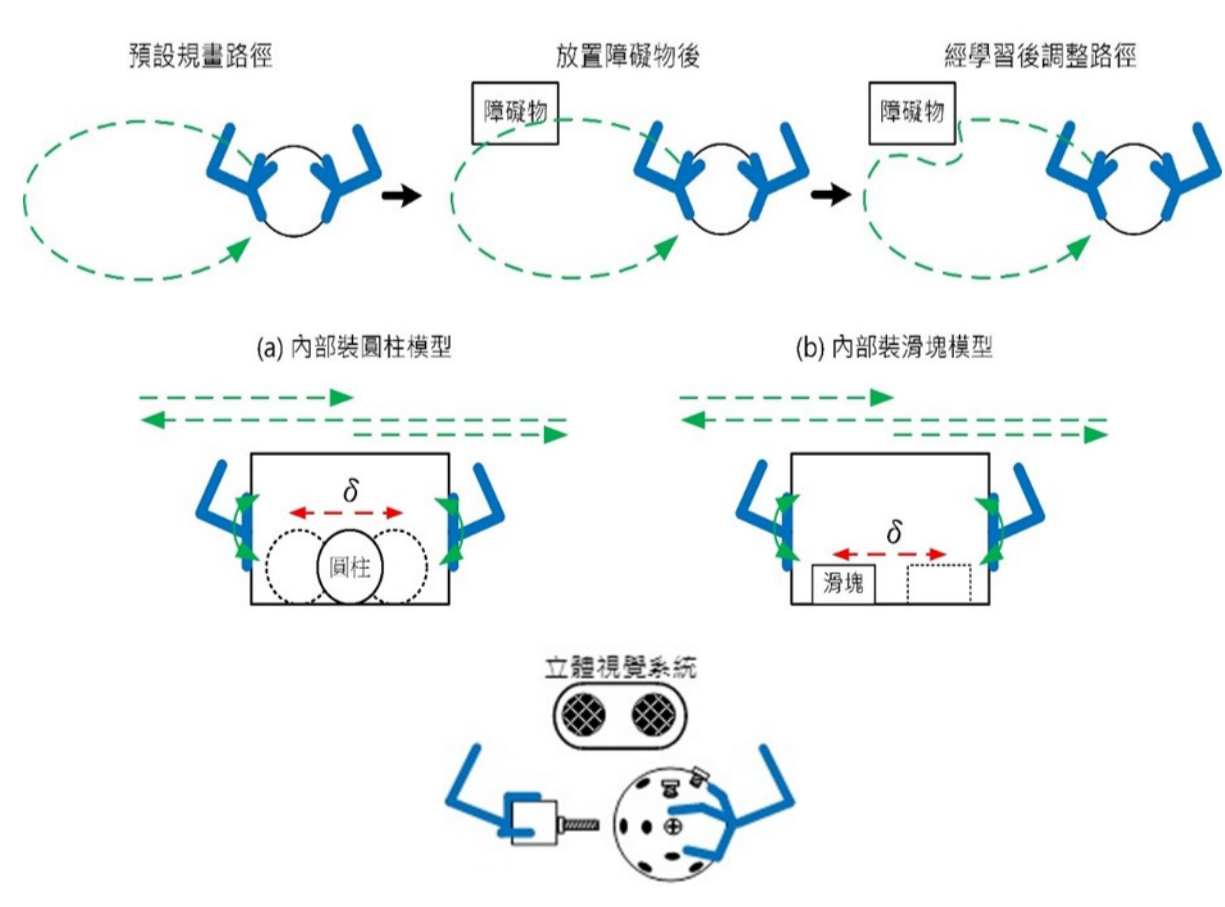 預設規畫路徑
放置障礙物後
經學習後調整路徑
障礙物
障礙物
(a) 內部裝圓柱模型
(b) 內部裝滑塊模型
δ
圓柱
δ
滑塊
立體視覺系統